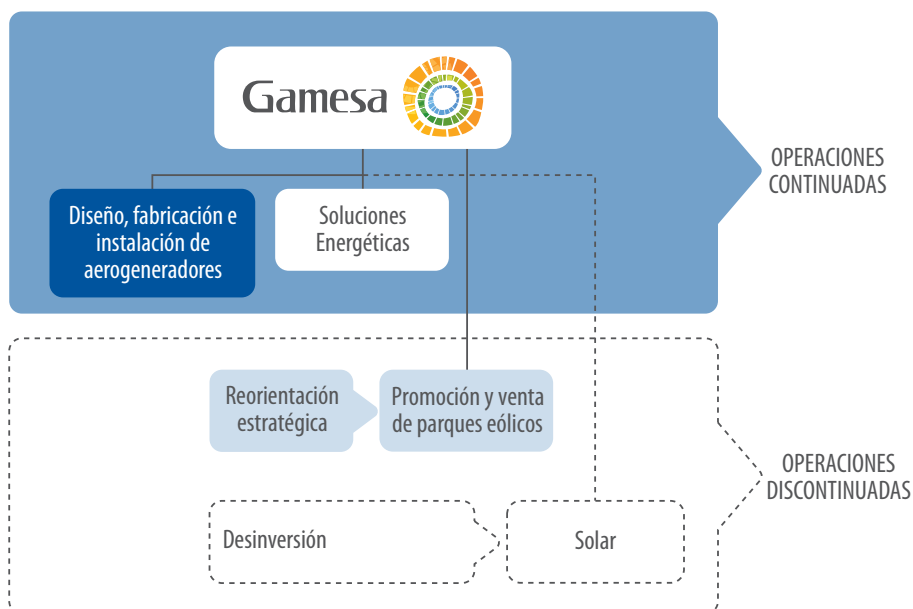 Gamesa
OPERACIONES
CONTINUADAS
Diseño, fabricación e
instalación de
aerogeneradores
Soluciones
Energéticas
Reorientación
estratégica
Promoción y venta
de parques eólicos
OPERACIONES
DISCONTINUADAS
Desinversión
Solar